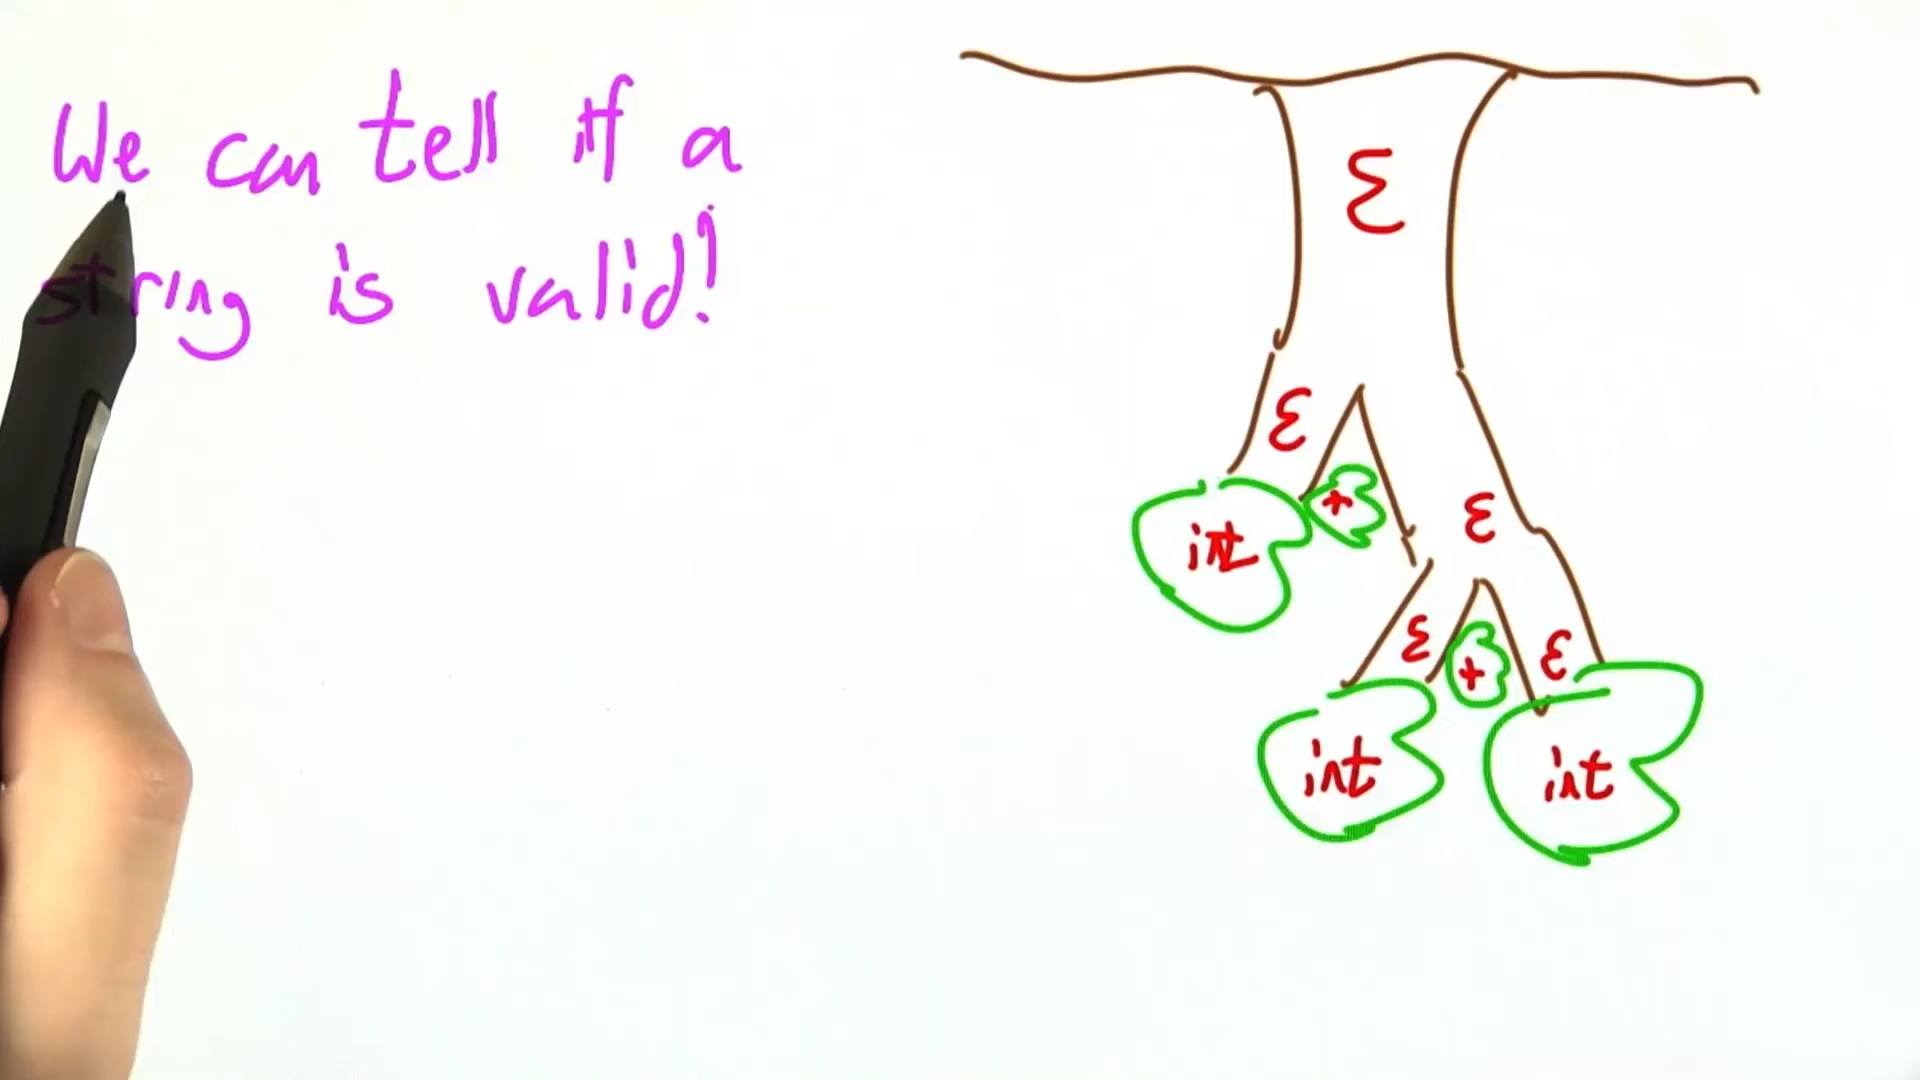 We can tell if a
string is valid!
Ɛ
Ɛ
+
int
Ɛ
Ɛ
+
Ɛ
int
int